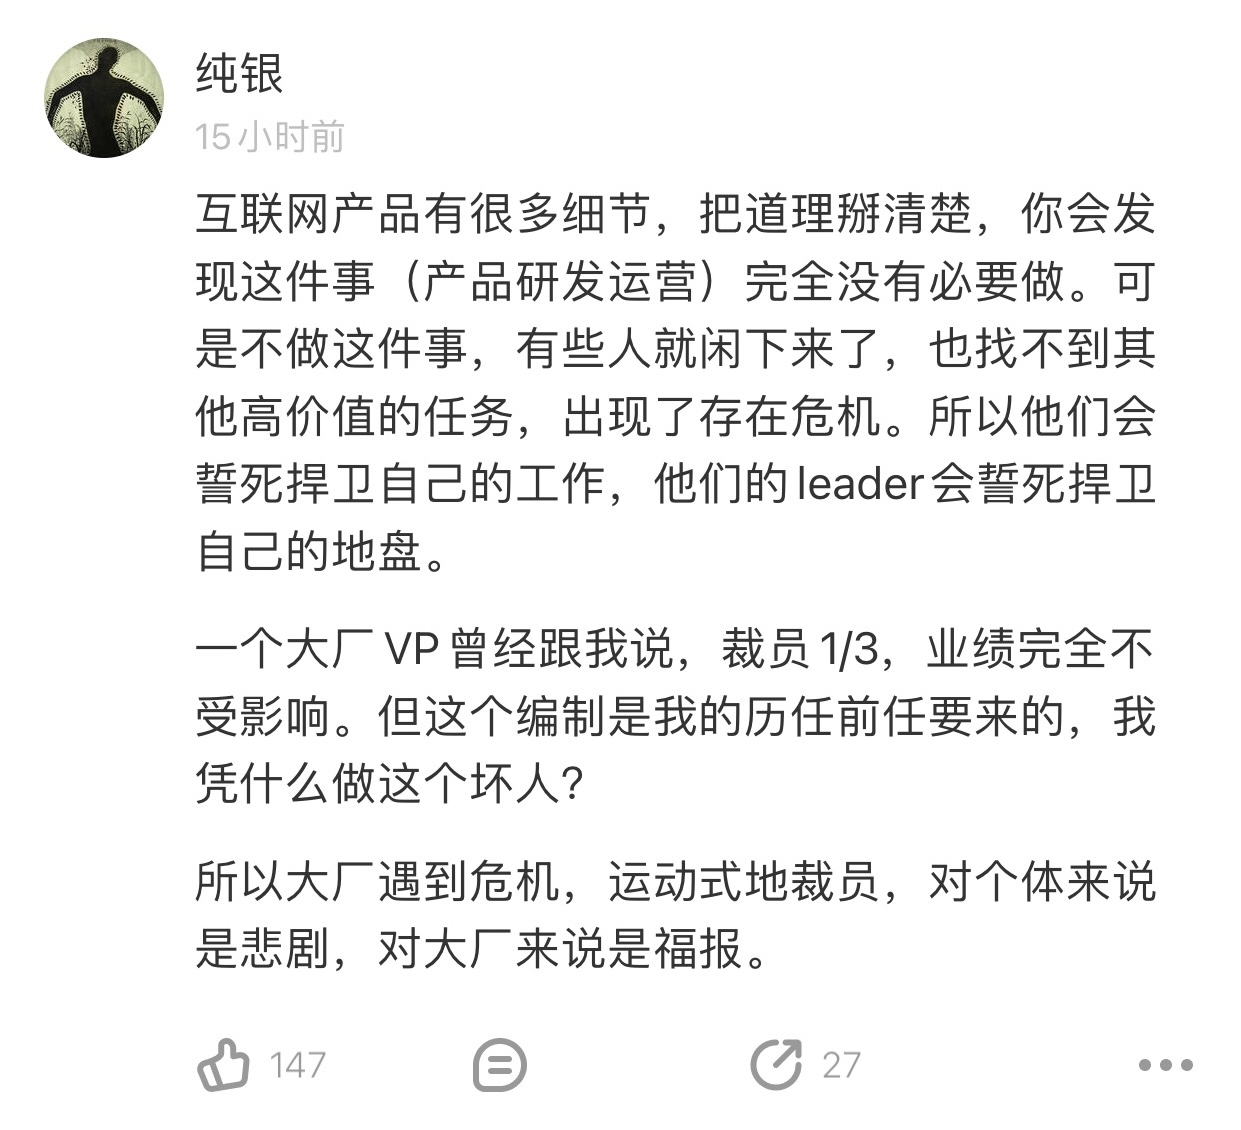 纯银
15小时前
互联网产品有很多细节，把道理掰清楚，你会发
现这件事（产品研发运营）完全没有必要做。可
是不做这件事，有些人就闲下来了，也找不到其
他高价值的任务，出现了存在危机。所以他们会
誓死捍卫自己的工作，他们的leader会誓死捍卫
自己的地盘。
一个大厂 VP 曾经跟我说，裁员 1/3，业绩完全不
受影响。但这个编制是我的历任前任要来的，我
凭什么做这个坏人？
所以大厂遇到危机，运动式地裁员，对个体来说
是悲剧，对大厂来说是福报。
147 27